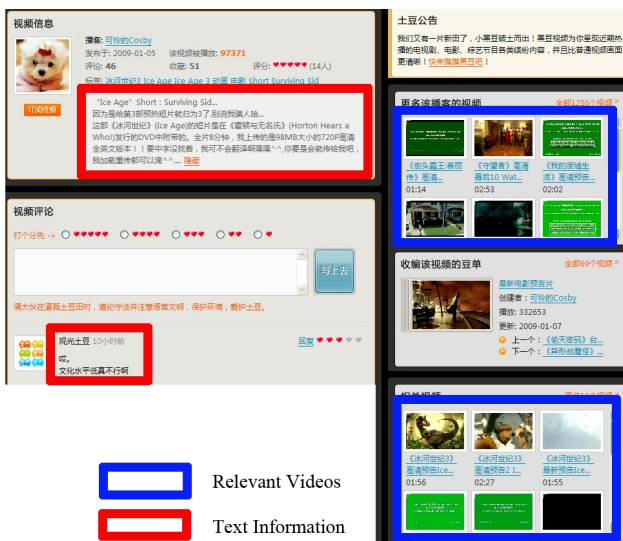 视频信息
播客: 可怜的Cosby
发布于: 2009-01-05 该视频被播放: 97371
评论: 46 收藏: 51 评分: ♥♥♥♥♥ (14人)
标签: 冰河世纪3 Ice Age Ice Age 3 动画 电影 Short Surviving Sid
订阅视频
"Ice Age" Short : Surviving Sid...
因为是给第3部预热短片就归为3了,别说我骗人哈...
这部《冰河世纪》(Ice Age)的短片是在《霍顿与无名氏》(Horton Hears a
Who!)发行的DVD中附带的。全片8分钟，我上传的是98MB大小的720P高清
全英文版本！！要中字没找着，我可不会翻译啊嘿嘿^^,你要是会就传给我吧，
我加载重传都可以滴^^.... 隐藏
视频评论
打个分先 ->
写上去
请大伙在灌溉土豆田时，遵纪守法并注意语言文明，保护环境，爱护土豆。
观光土豆 10小时前
回复
哎。
文化水平低真不行啊
Relevant Videos
Text Information
土豆公告
我们又有一片新田了，小黑豆破土而出！黑豆视频为你呈现近期热
播的电视剧、电影、综艺节目各类缤纷内容，并且比普通视频画面
更清晰！快来瞧瞧黑豆吧！
更多该播客的视频 全部1256个视频
《街头霸王:春丽
传》高清...
01:14
《守望者》高清
幕后10 Wat...
02:53
《我的废墟生
活》高清预告...
02:02
收编该视频的豆单 全部69个视频
最新电影预告片
创建者: 可怜的Cosby
播放: 332653
更新: 2009-01-07
上一个: 《偷天密码》台...
下一个: 《异形战魔怪》...
《冰河世纪3》
高清预告Ice...
01:56
《冰河世纪3》
高清预告2 I...
02:27
《冰河世纪3》
最新预告Ice...
01:55